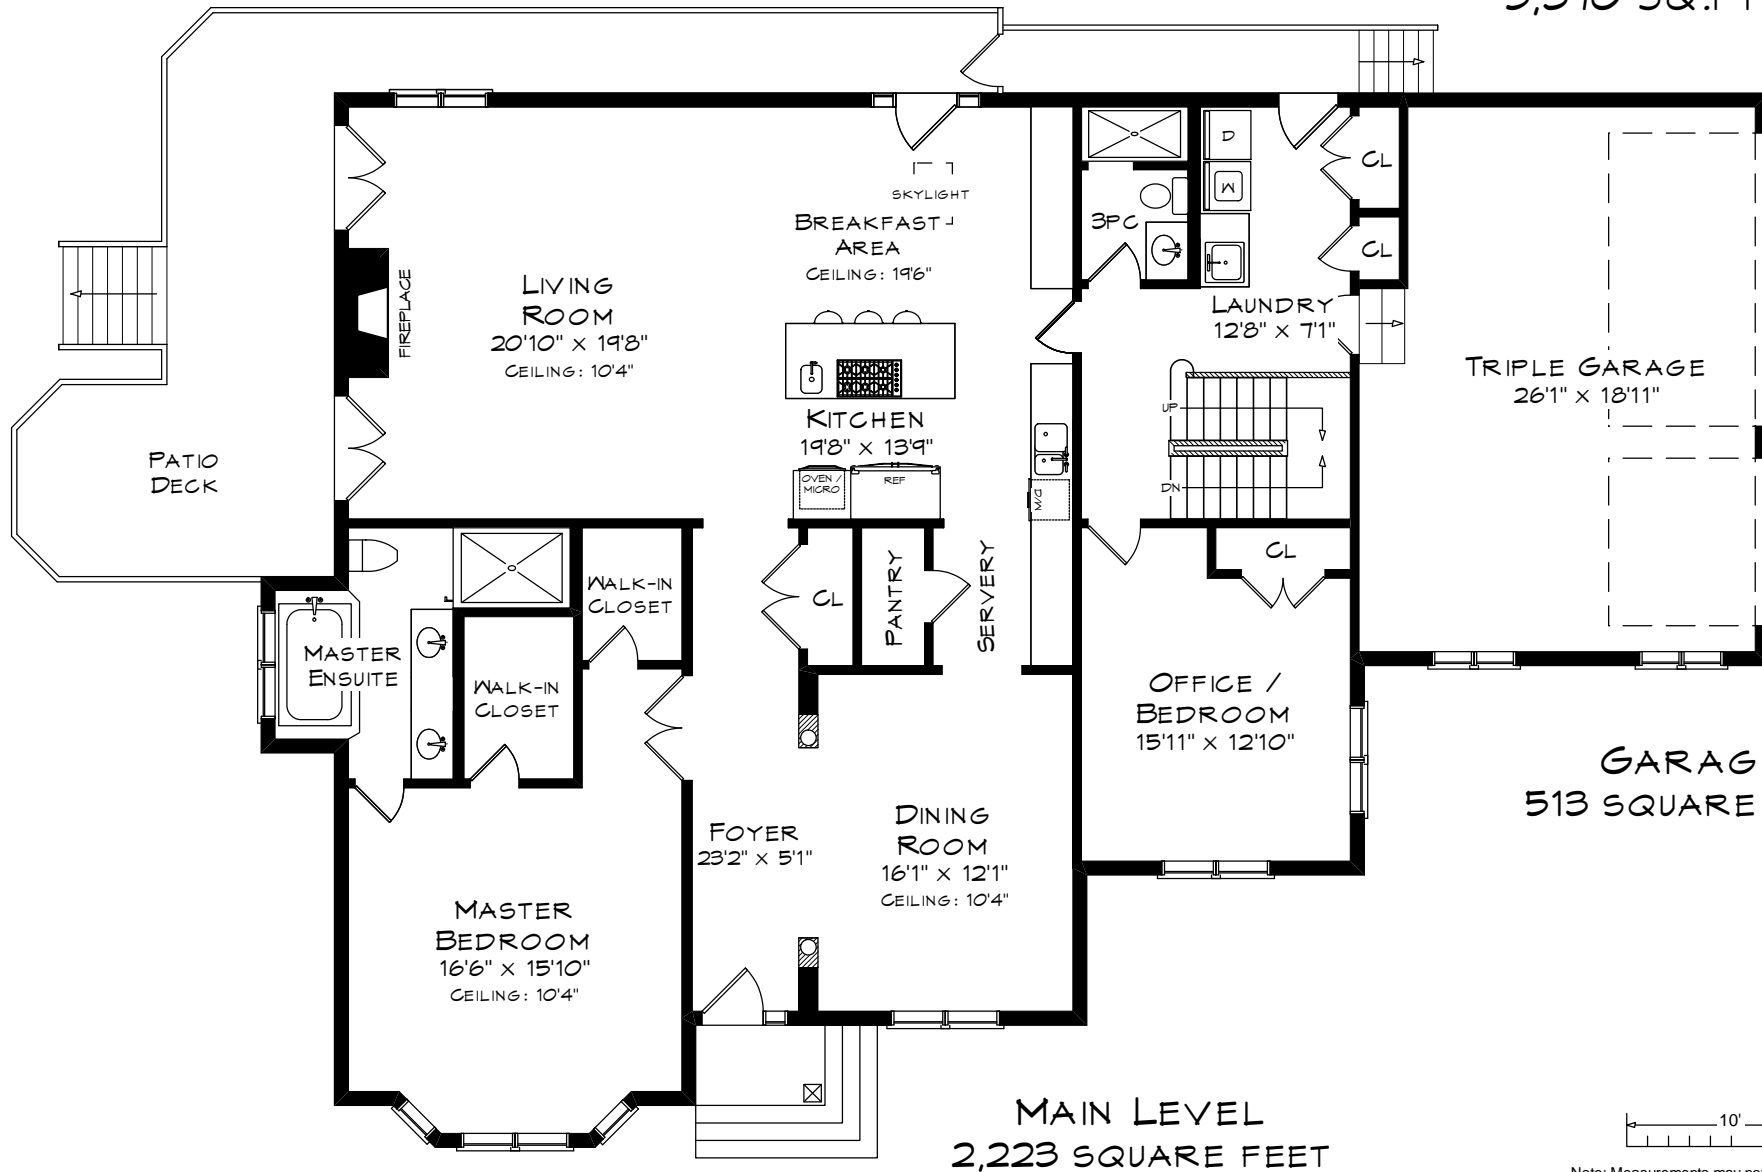 SKYLIGHT
BREAKFAST
AREA
CEILING: 19'6"
D
W
CL
3PC
CL
LIVING
ROOM
20'10" x 19'8"
CEILING: 10'4"
FIREPLACE
LAUNDRY
12'8" x 7'1"
TRIPLE GARAGE
26'1" x 18'11"
KITCHEN
19'8" x 13'9"
UP
DN
OVEN /
MICRO
REF
D/W
PATIO
DECK
WALK-IN
CLOSET
CL
PANTRY
SERVERY
CL
MASTER
ENSUITE
WALK-IN
CLOSET
OFFICE /
BEDROOM
15'11" x 12'10"
GARAG
513 SQUARE
FOYER
23'2" x 5'1"
DINING
ROOM
16'1" x 12'1"
CEILING: 10'4"
MASTER
BEDROOM
16'6" x 15'10"
CEILING: 10'4"
MAIN LEVEL
2,223 SQUARE FEET
10'